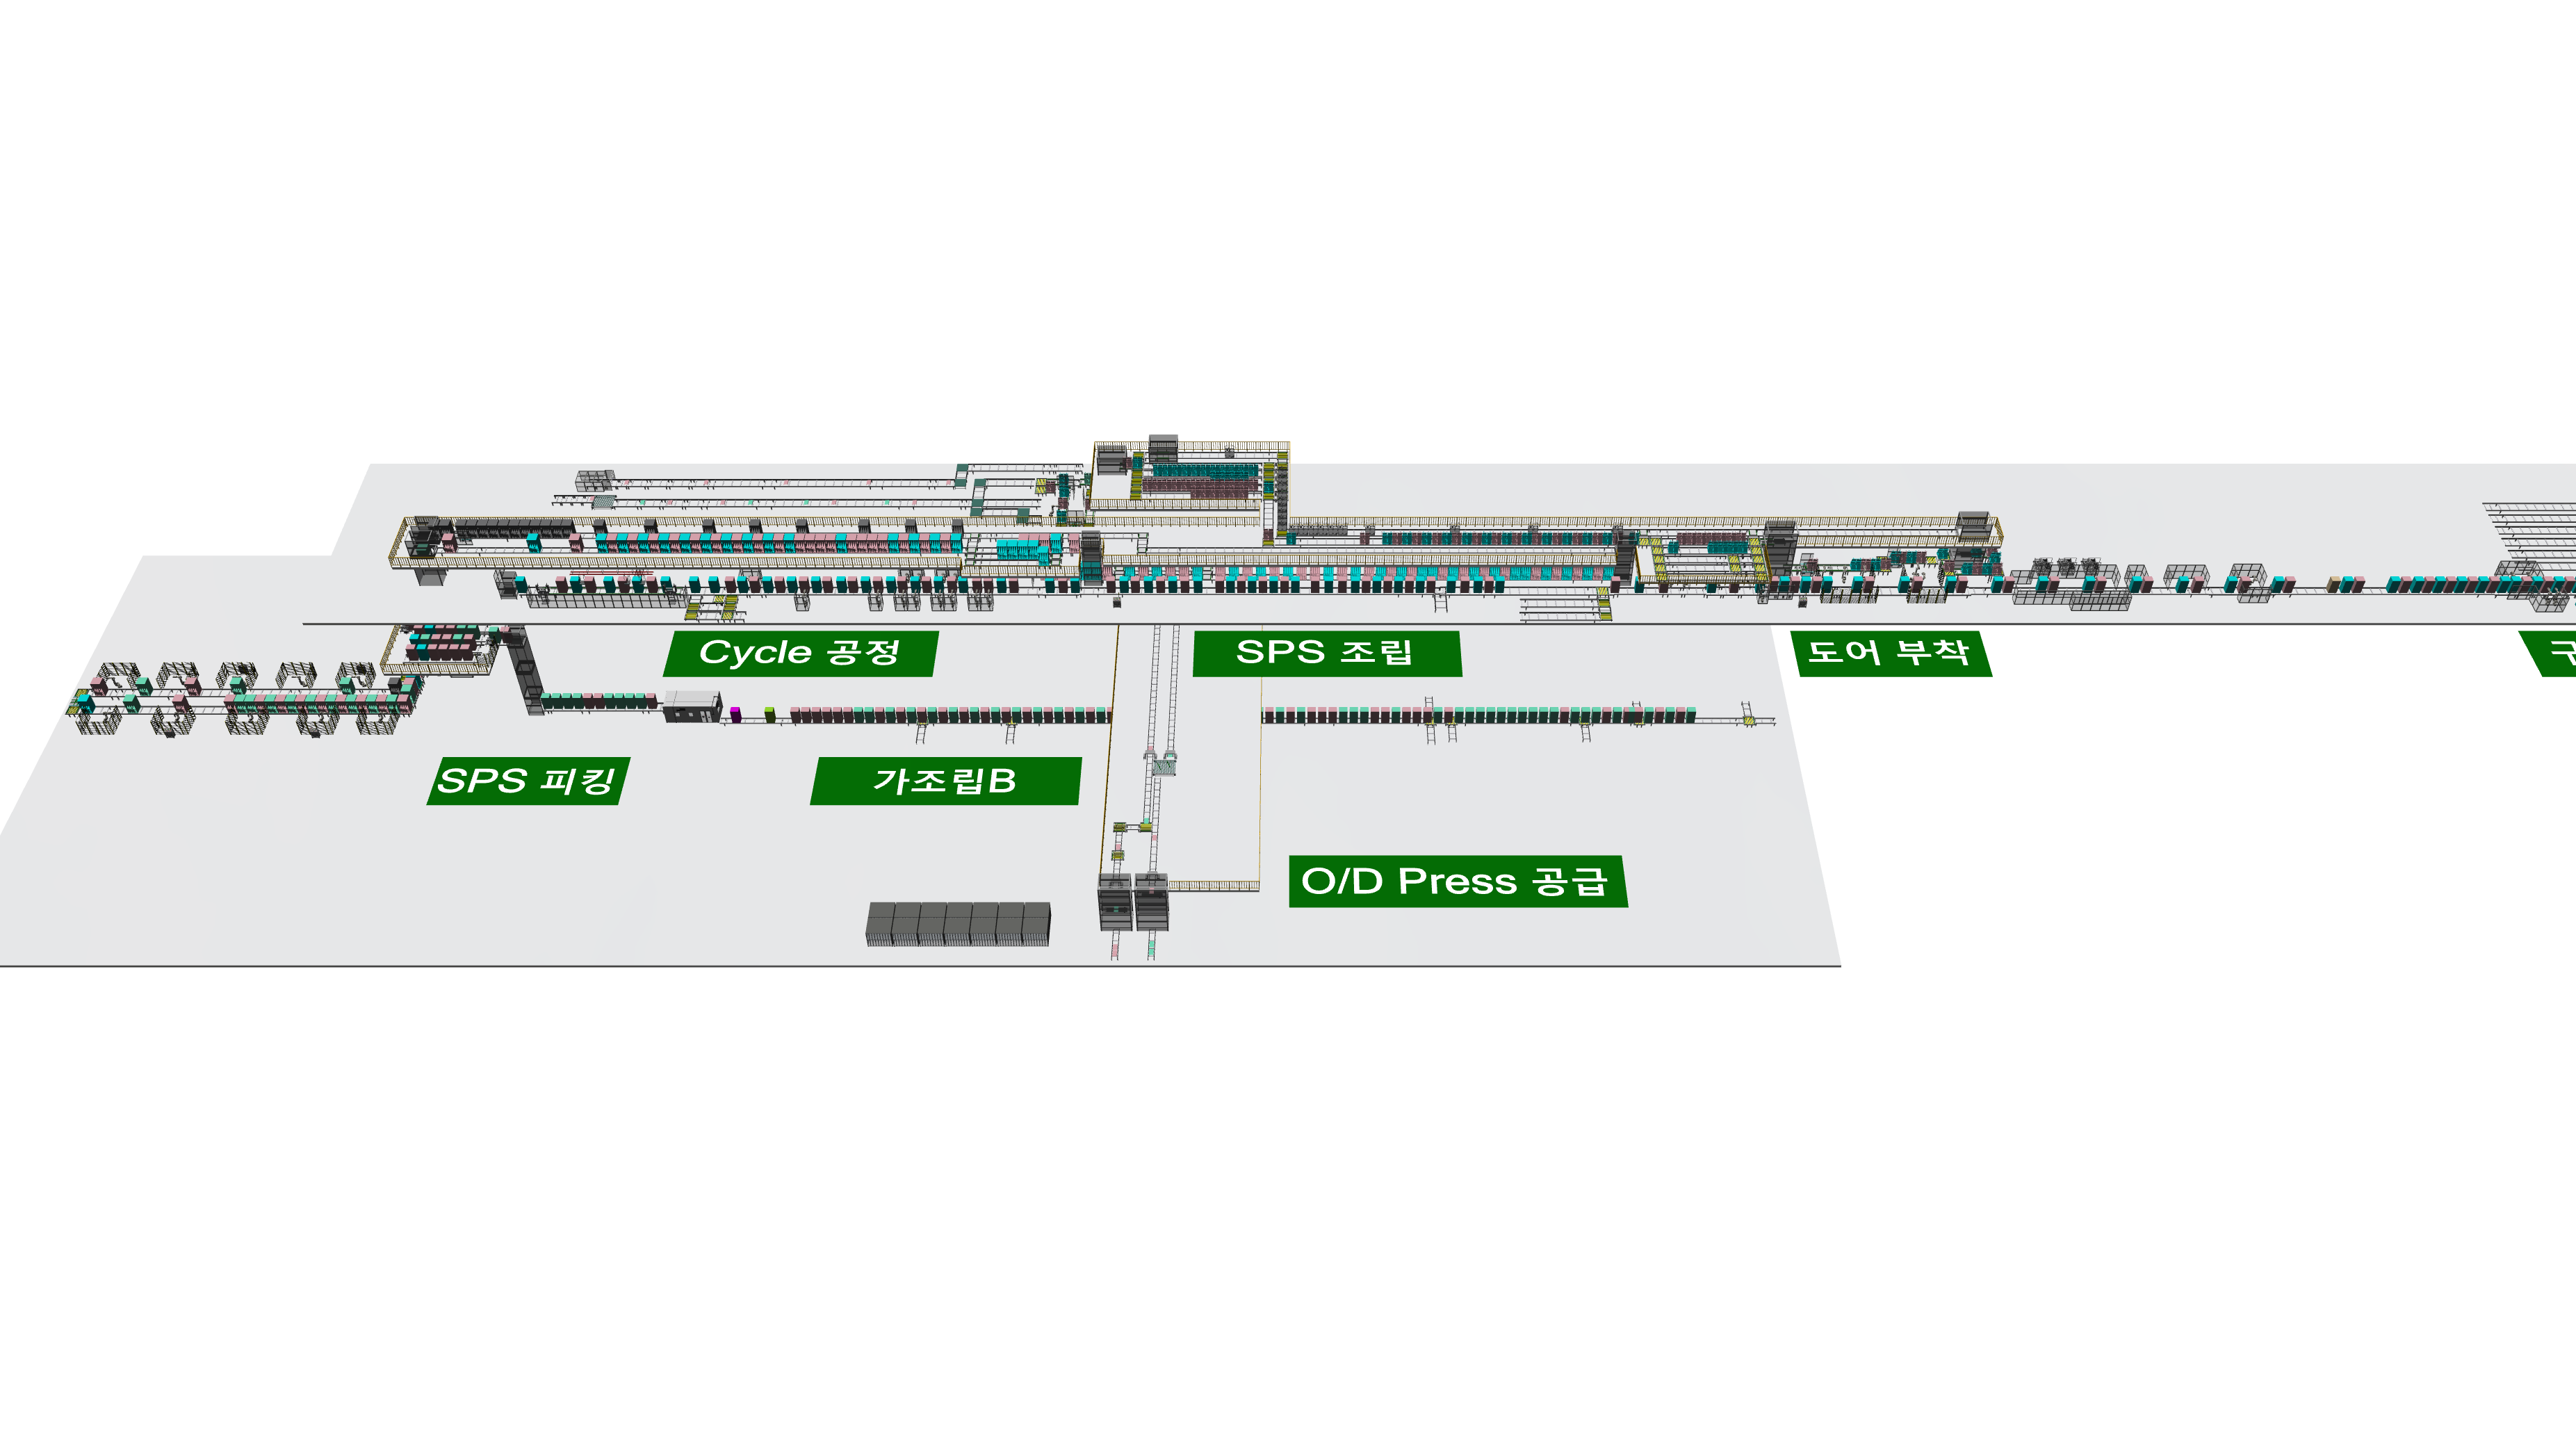 Cycle 공정
SPS 조립
도어 부착
SPS 피킹
가조립B
O/D Press 공급